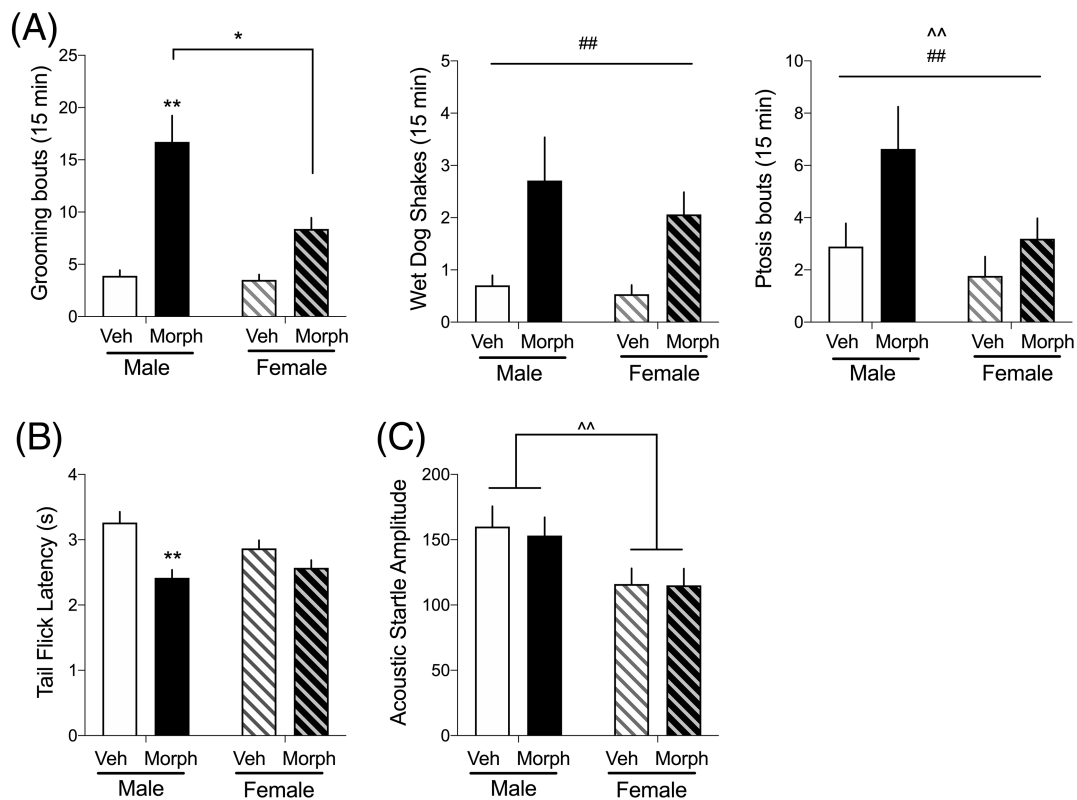 (A)
*
** 
Grooming bouts (15 min)
25
20
15
10
5
0
Veh Morph Veh Morph
Male Female
##
Wet Dog Shakes (15 min)
5
4
3
2
1
0
Veh Morph Veh Morph
Male Female
^^
##
Ptosis bouts (15 min)
10
8
6
4
2
0
Veh Morph Veh Morph
Male Female
(B)
Tail Flick Latency (s)
4
3
2
1
0
**
Veh Morph Veh Morph
Male Female
(C)
^^
Acoustic Startle Amplitude
200
150
100
50
0
Veh Morph Veh Morph
Male Female